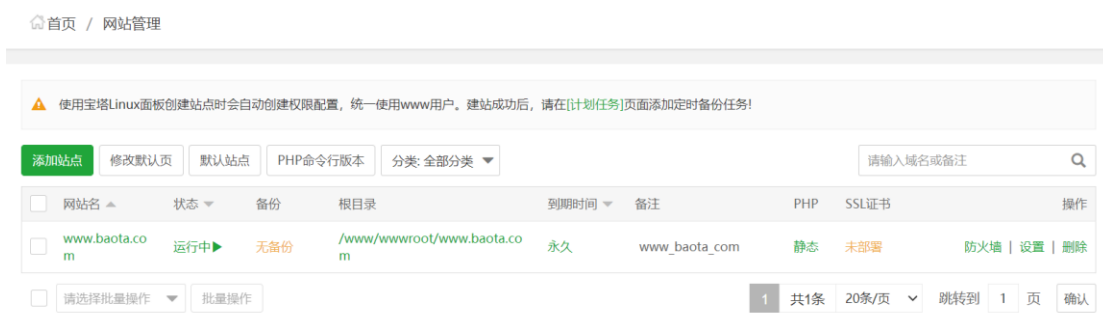 首页 / 网站管理
使用宝塔Linux面板创建站点时会自动创建权限配置，统一使用www用户。建站成功后，请在[计划任务]页面添加定时备份任务!
添加站点 修改默认页 默认站点 PHP命令行版本 分类: 全部分类 请输入域名或备注
网站名 状态 备份 根目录 到期时间 备注 PHP SSL证书 操作
www.baota.co 运行中 无备份 /www/wwwroot/www.baota.co 永久 www_baota_com 静态 未部署 防火墙 | 设置 | 删除
m m
请选择批量操作 批量操作 1 共1条 20条/页 跳转到 1 页 确认